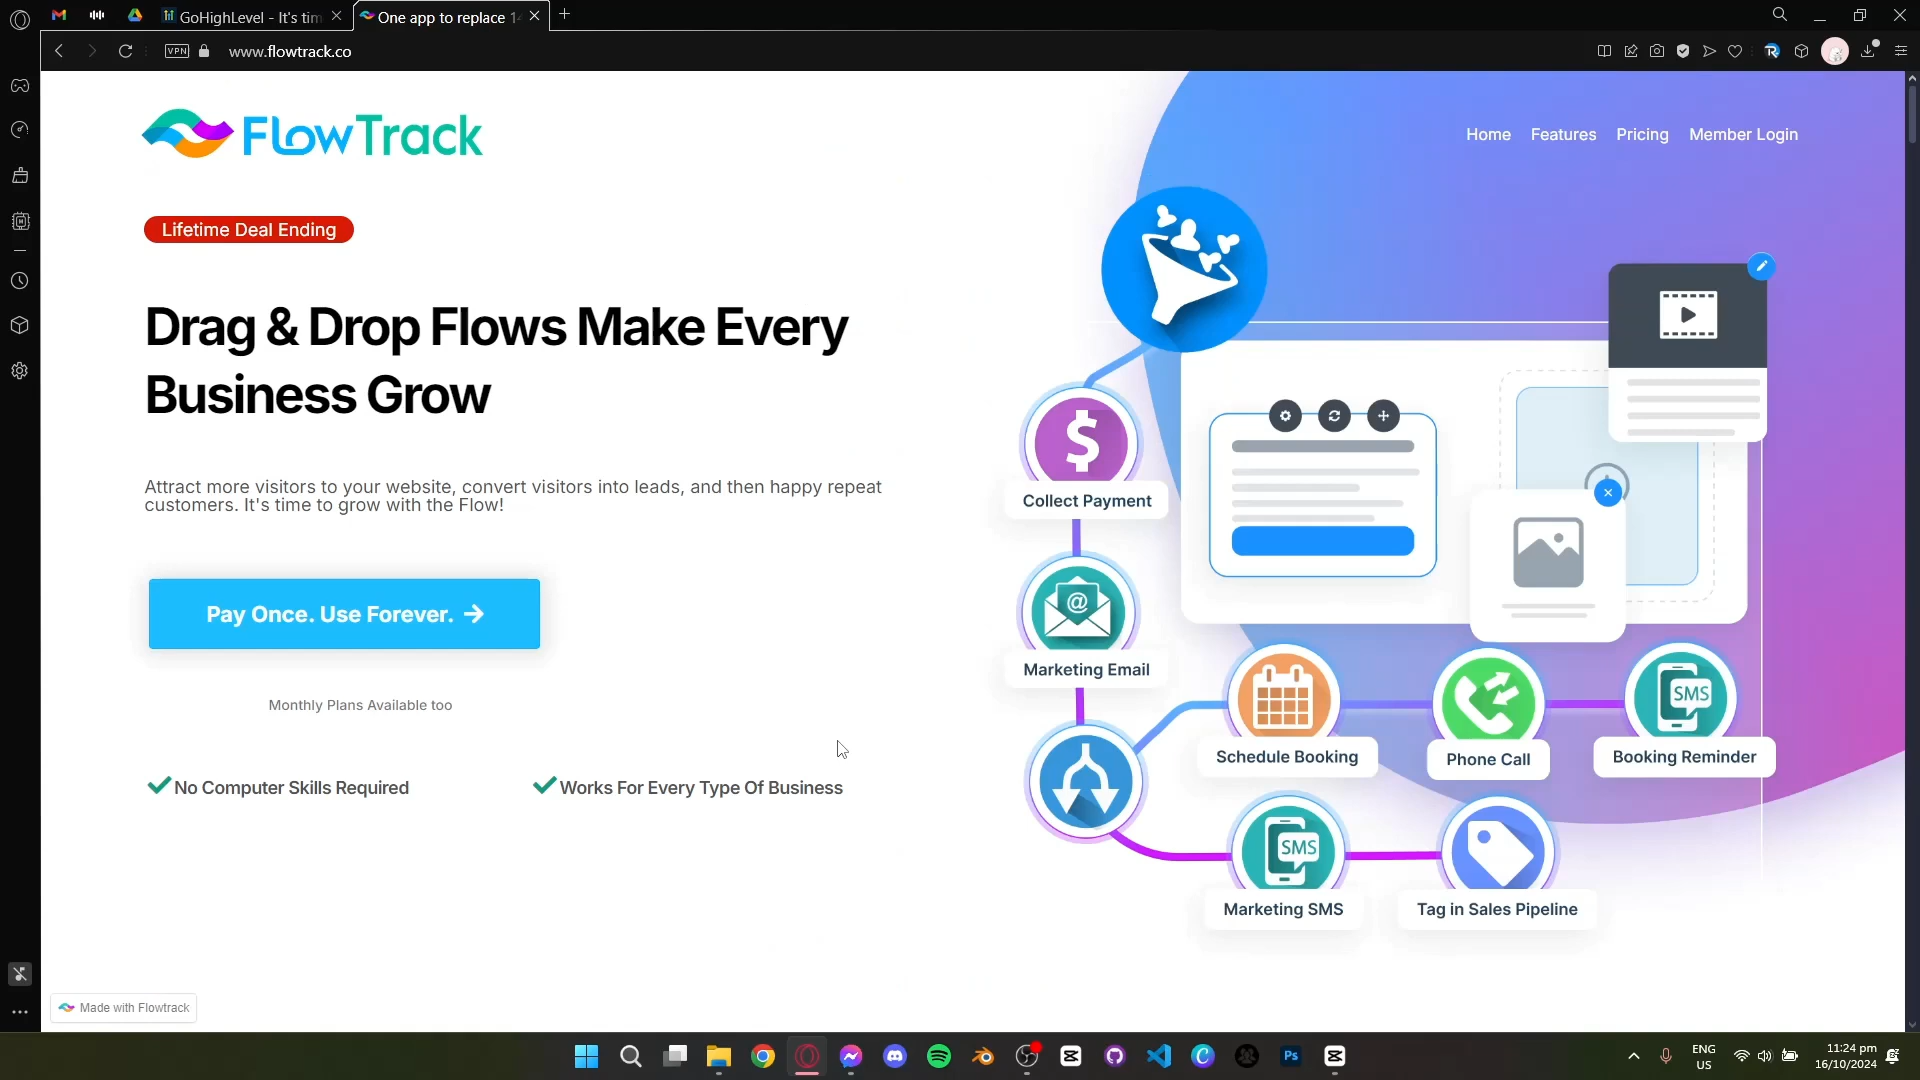 GoHighLevel - It's tim
One app to replace 14
VPN
www.flowtrack.co
FlowTrack
Home
Features
Pricing
Member Login
Lifetime Deal Ending
Drag & Drop Flows Make Every
Business Grow
Attract more visitors to your website, convert visitors into leads, and then happy repeat
customers. It's time to grow with the Flow!
Pay Once. Use Forever.
Monthly Plans Available too
No Computer Skills Required
Works For Every Type Of Business
$
Collect Payment
@
Marketing Email
Schedule Booking
Phone Call
SMS
Booking Reminder
SMS
Marketing SMS
Tag in Sales Pipeline
Made with Flowtrack
Ps
ENG
US
11:24 pm
16/10/2024